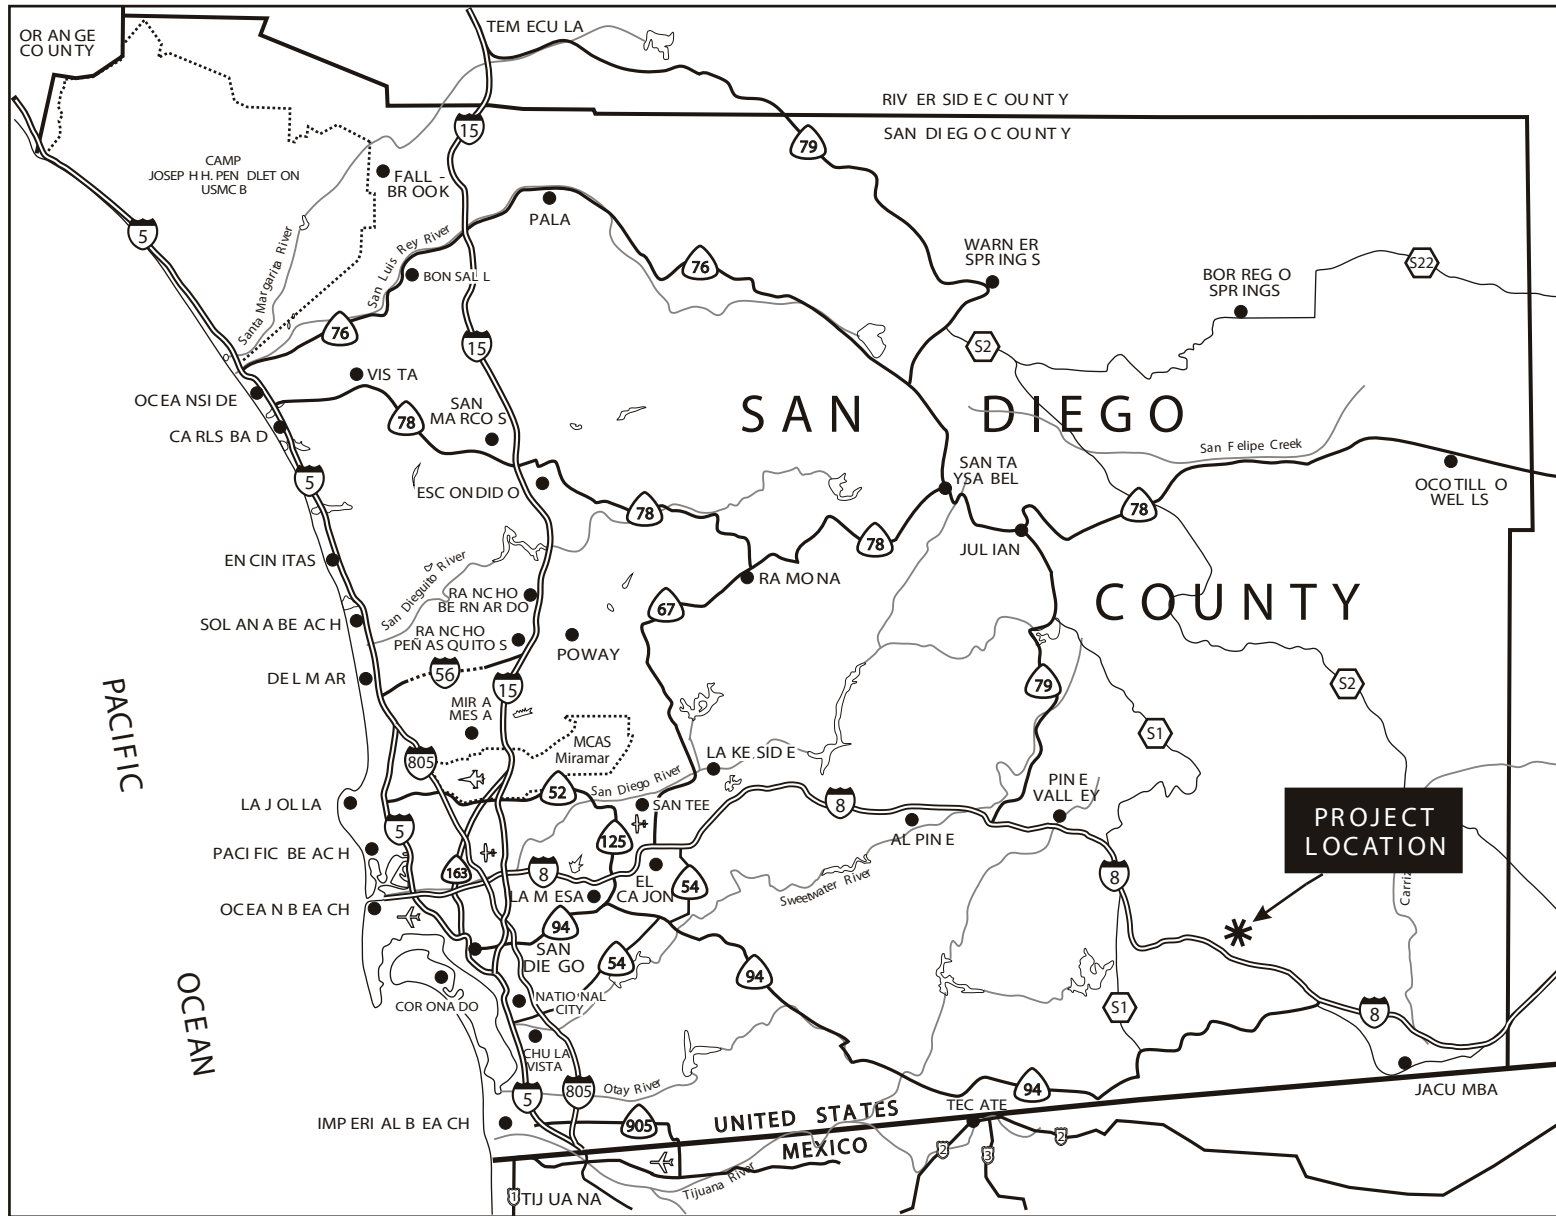 TEMECULA
ORANGE
COUNTY
RIVERSIDE COUNTY
SAN DIEGO COUNTY
15
79
CAMP
JOSEPH H. PENDLETON
USMC B
FALL-
BROOK
PALA
5
Santa Margarita River
San Luis Rey River
BONSALL
76
76
WARNER
SPRINGS
BORREGO
SPRINGS
S22
S2
15
VISTA
OCEANSIDE
CARLSBAD
78
SAN
MARCOS
SAN DIEGO
San Felipe Creek
SANTA
YSABEL
OCOTILLO
WELLS
5
ESCONDIDO
78
78
78
JULIAN
ENCINITAS
San Dieguito River
RANCHO
BERNARDO
RAMONA
COUNTY
67
SOLANA BEACH
RANCHO
PEÑASQUITOS
POWAY
DEL MAR
56
15
79
S2
PACIFIC
MIRA
MESA
MCAS
Miramar
S1
805
LAKESIDE
San Diego River
52
LA JOLLA
SANTEE
8
PINE
VALLEY
ALPINE
PROJECT
LOCATION
5
125
PACIFIC BEACH
163
8
EL
CAJON
54
LA MESA
Sweetwater River
8
Carriz
OCEAN BEACH
94
SAN
DIEGO
54
94
OCEAN
CORONADO
NATIONAL
CITY
S1
8
CHULA
VISTA
Otay River
5
805
94
JACUMBA
IMPERIAL BEACH
905
UNITED STATES
MEXICO
TECATE
2
3
2
Tijuana River
1
TIJUANA